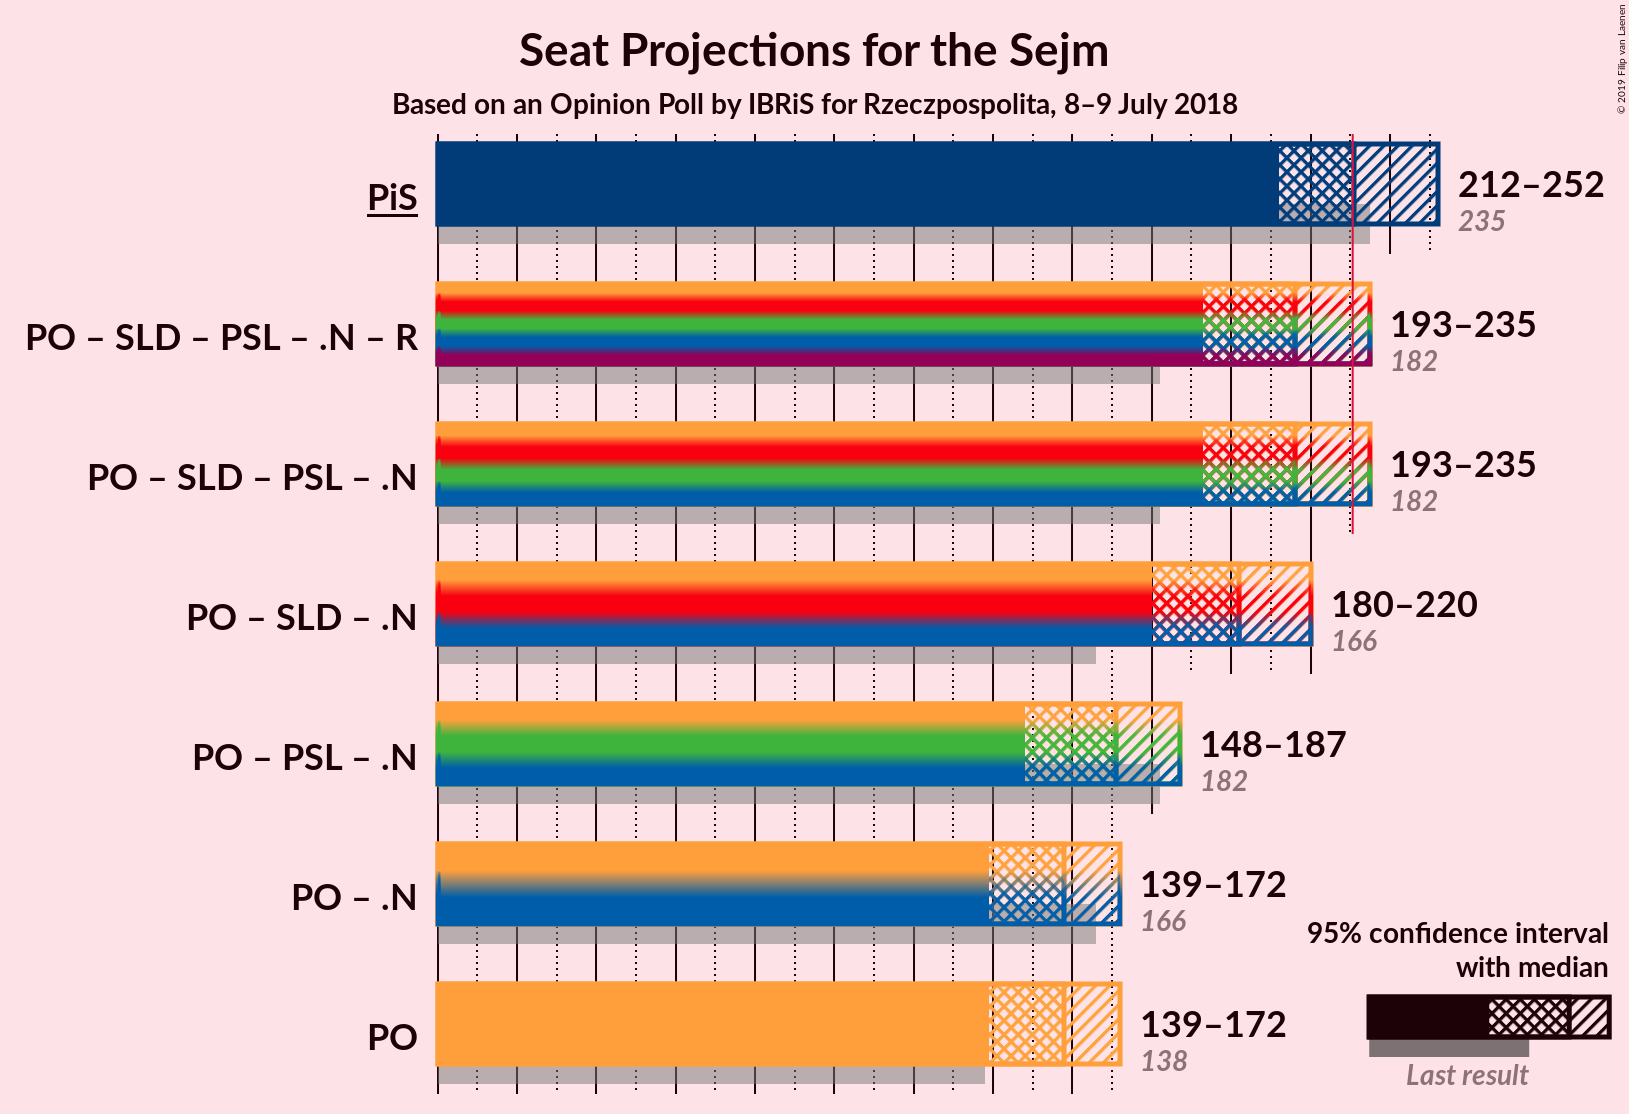 Seat Projections for the Sejm
Based on an Opinion Poll by IBRiS for Rzeczpospolita, 8–9 July 2018
© 2019 Filip van Laenen
PiS
212–252
235
PO – SLD – PSL – .N – R
193–235
182
PO – SLD – PSL – .N
193–235
182
PO – SLD – .N
180–220
166
PO – PSL – .N
148–187
182
PO – .N
139–172
166
PO
139–172
138
95% confidence interval
with median
Last result